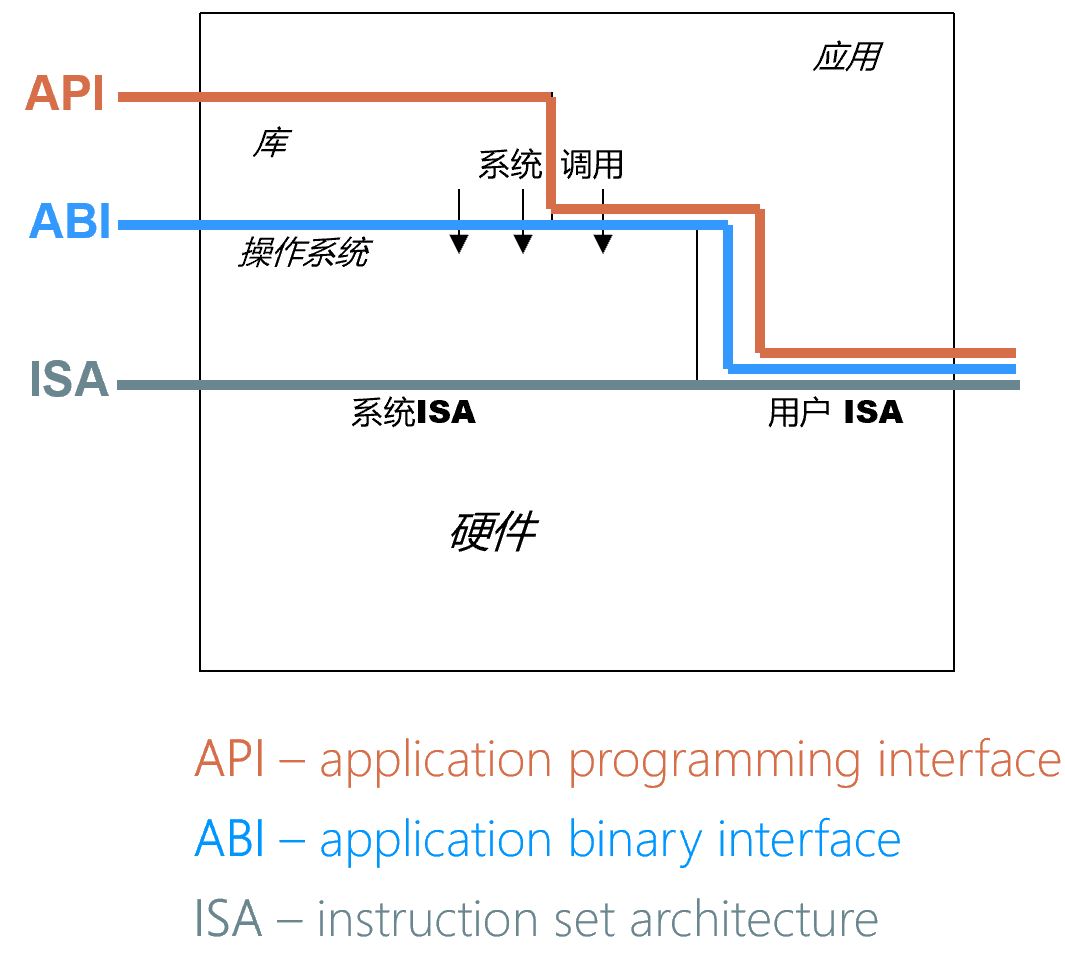 应用
API
库
系统 调用
ABI
操作系统
ISA
系统ISA
用户 ISA
硬件
API – application programming interface
ABI – application binary interface
ISA – instruction set architecture